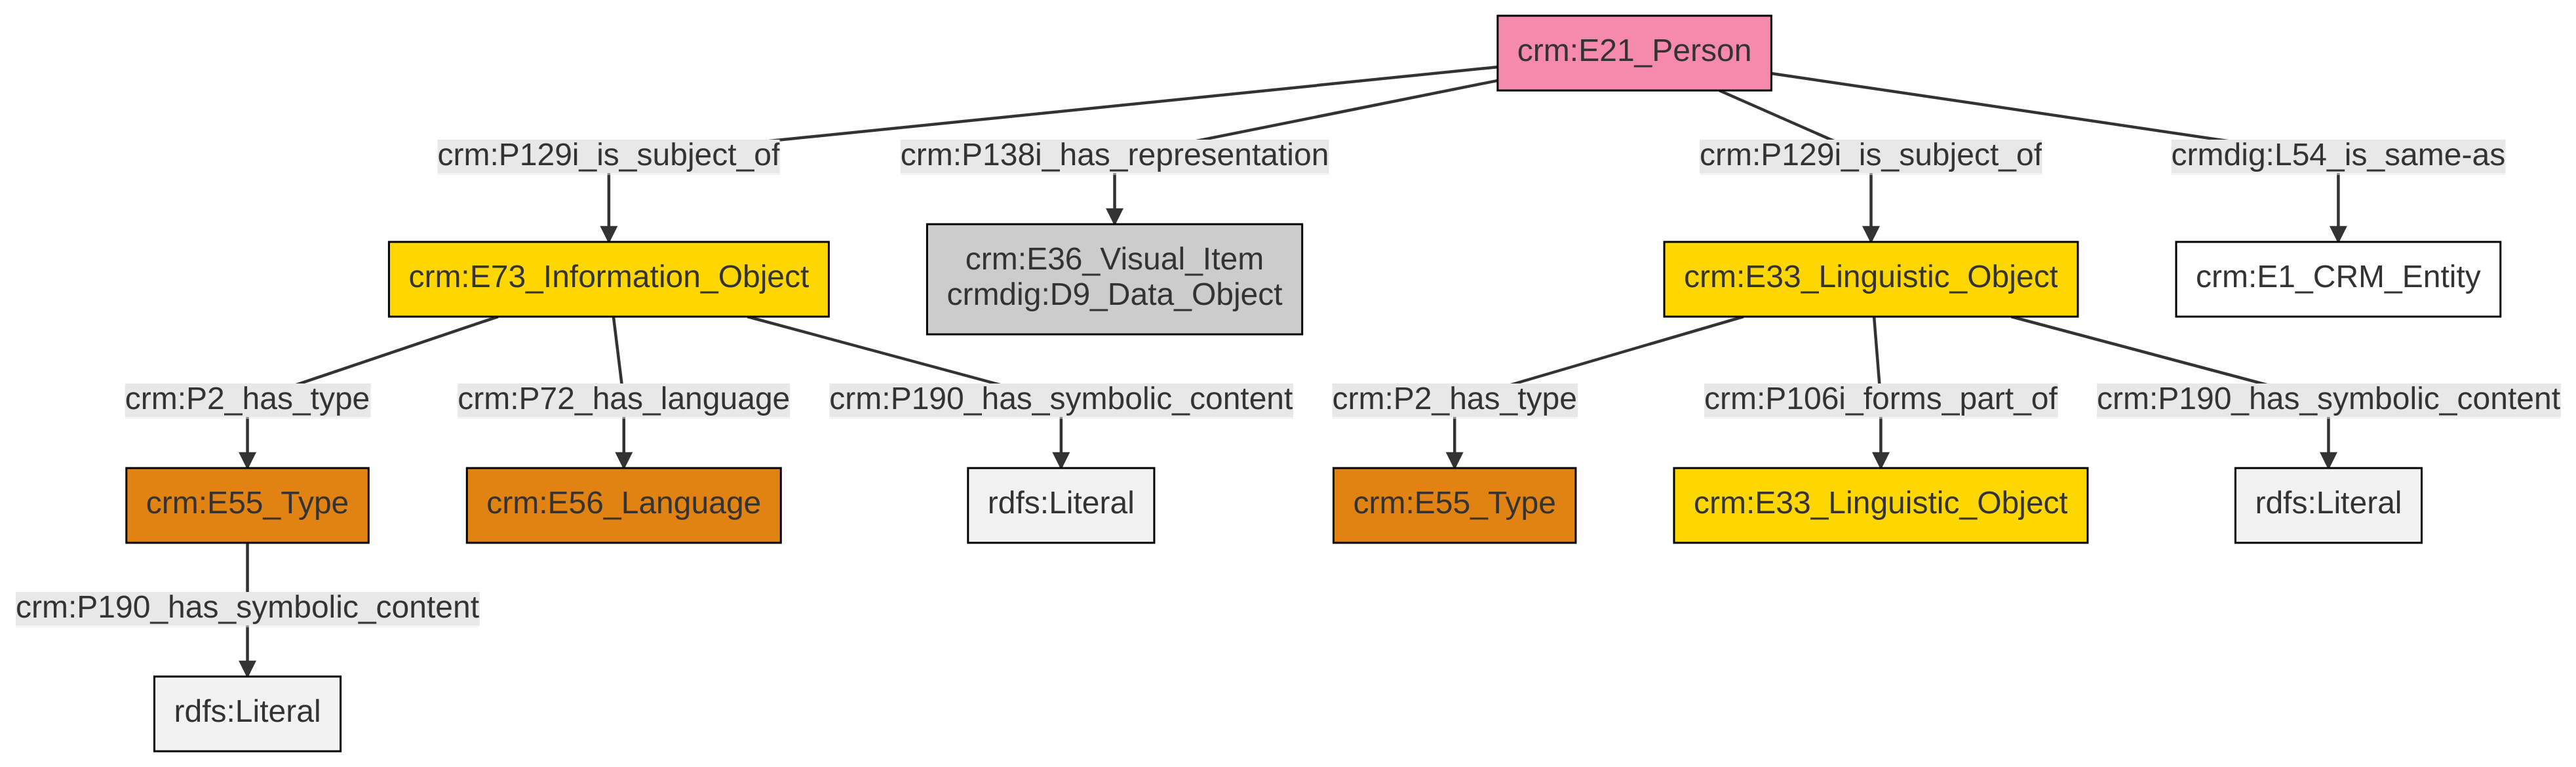 crm:E21_Person
crm:P129i_is_subject_of
crm:P138i_has_representation
crm:P129i_is_subject_of
crmdig:L54_is_same-as
crm:E73_Information_Object
crm:E36_Visual_Item
crmdig:D9_Data_Object
crm:E33_Linguistic_Object
crm:E1_CRM_Entity
crm:P2_has_type
crm:P72_has_language
crm:P190_has_symbolic_content
crm:P2_has_type
crm:P106i_forms_part_of
crm:P190_has_symbolic_content
crm:E55_Type
crm:E56_Language
rdfs:Literal
crm:E55_Type
crm:E33_Linguistic_Object
rdfs:Literal
crm:P190_has_symbolic_content
rdfs:Literal